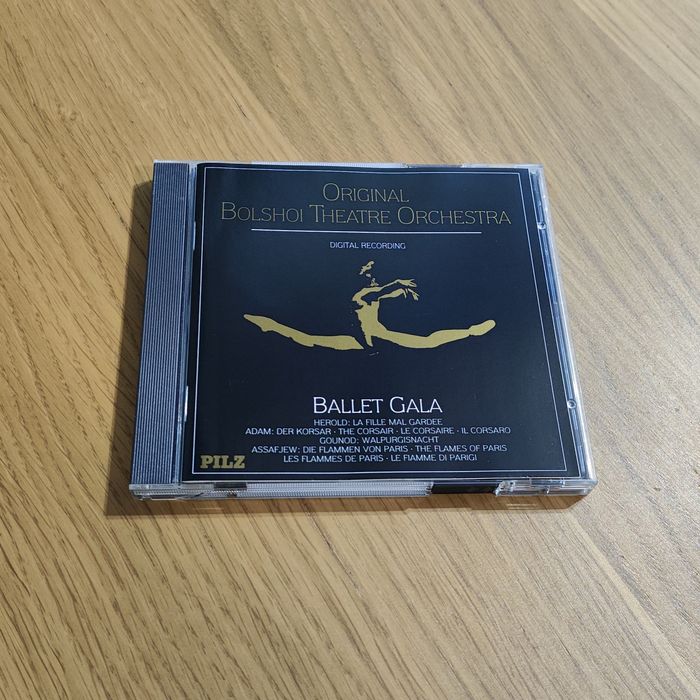 ORIGINAL
BOLSHOI THEATRE ORCHESTRA
DIGITAL RECORDING
BALLET GALA
HEROLD: LA FILLE MAL GARDEE
ADAM: DER KORSAR · THE CORSAIR · LE CORSAIRE · IL CORSARO
GOUNOD: WALPURGISNACHT
ASSAFJEW: DIE FLAMMEN VON PARIS · THE FLAMES OF PARIS
LES FLAMMES DE PARIS · LE FIAMME DI PARIGI
PILZ